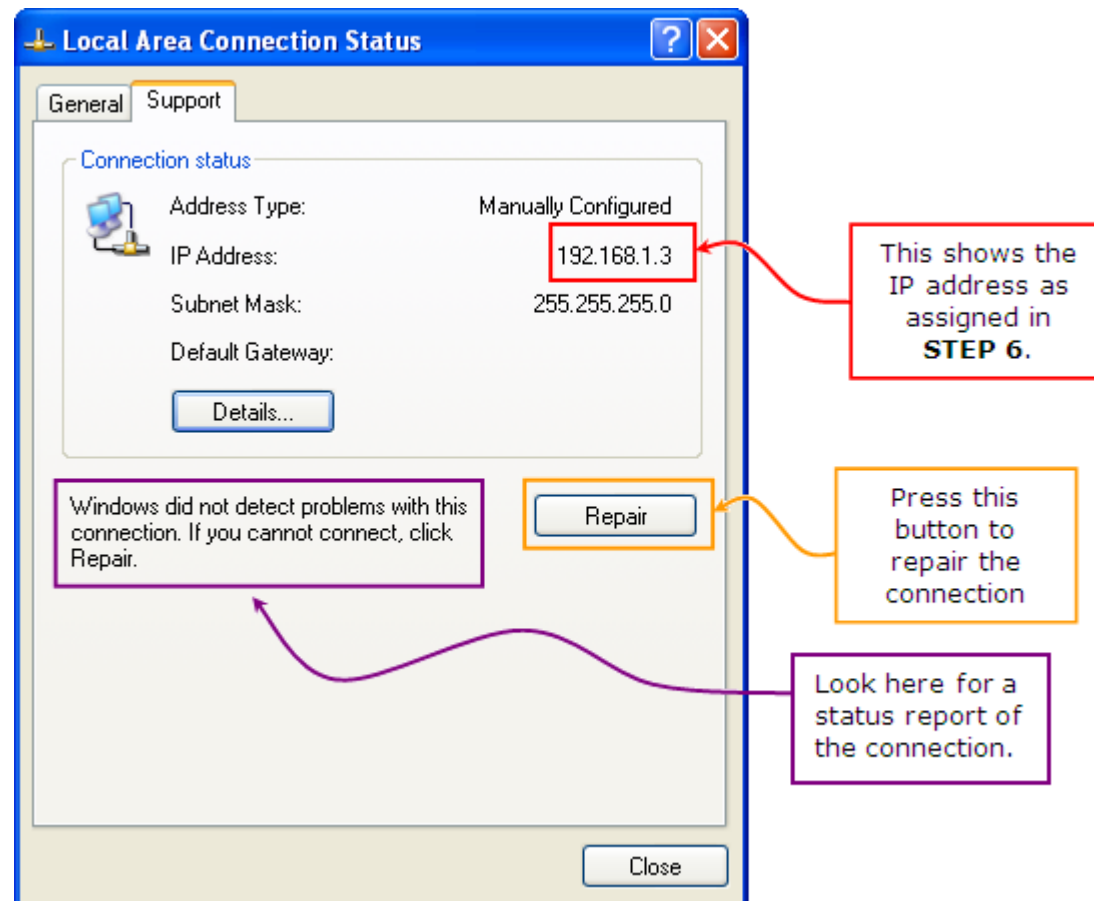 Local Area Connection Status
General Support
Connection status
Address Type: Manually Configured
IP Address: 192.168.1.3
Subnet Mask: 255.255.255.0
Default Gateway:
Details...
Windows did not detect problems with this
connection. If you cannot connect, click
Repair.
Repair
Close
This shows the
IP address as
assigned in
STEP 6.
Press this
button to
repair the
connection
Look here for a
status report of
the connection.